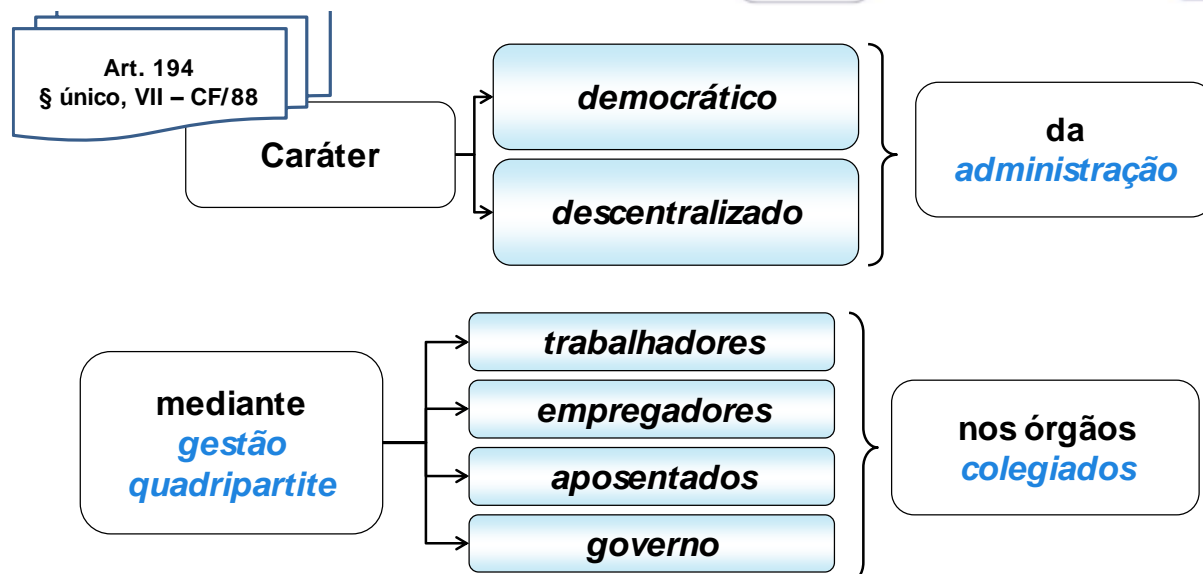 Art. 194
§ único, VII – CF/88
Caráter
democrático
descentralizado
da
administração
mediante
gestão
quadripartite
trabalhadores
empregadores
aposentados
governo
nos órgãos
colegiados